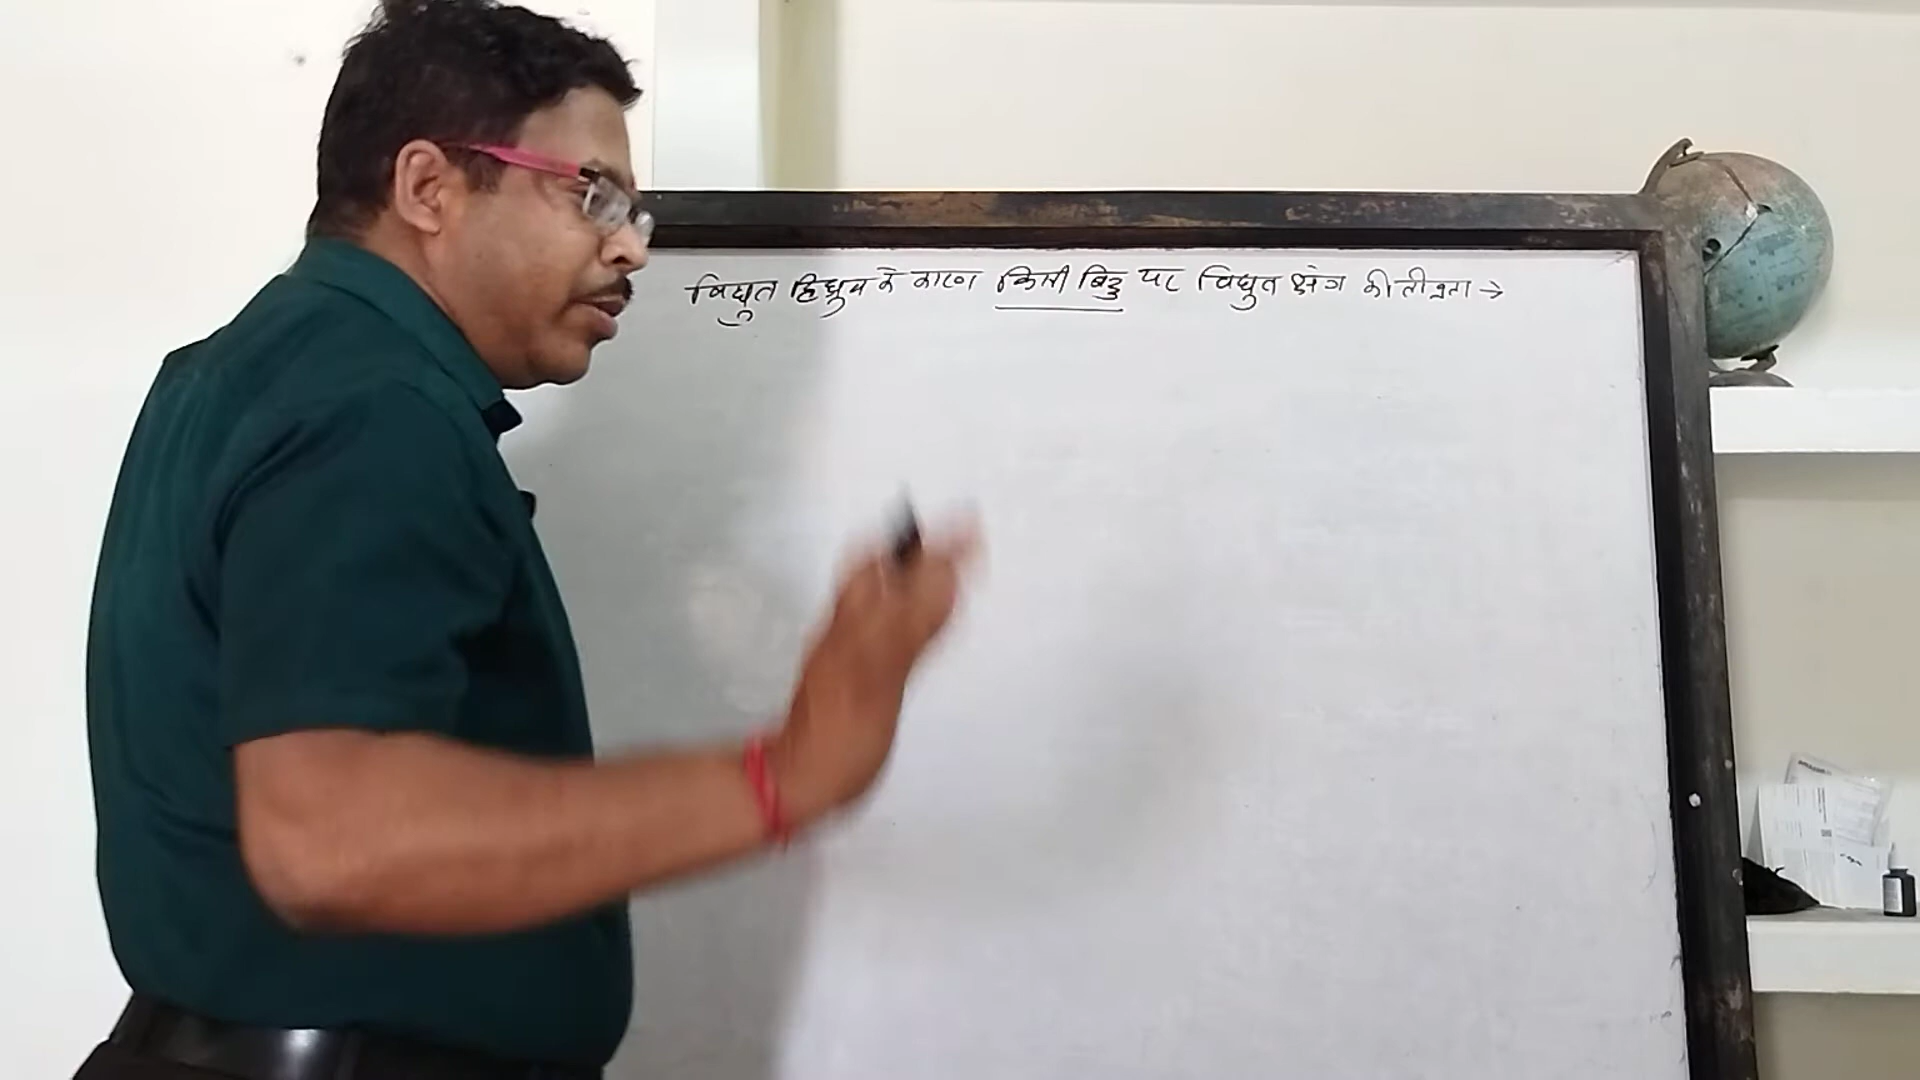 विद्युत द्विध्रुव के कारण किसी बिंदु पर विद्युत क्षेत्र की तीव्रता →